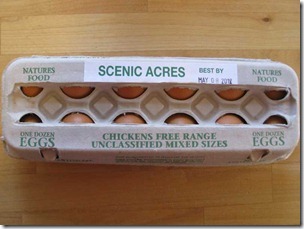 SCENIC ACRES
BEST BY
NATURES
FOOD
NATURES
FOOD
ONE DOZEN
EGGS
CHICKENS FREE RANGE
UNCLASSIFIED MIXED SIZES
ONE DOZEN
EGGS